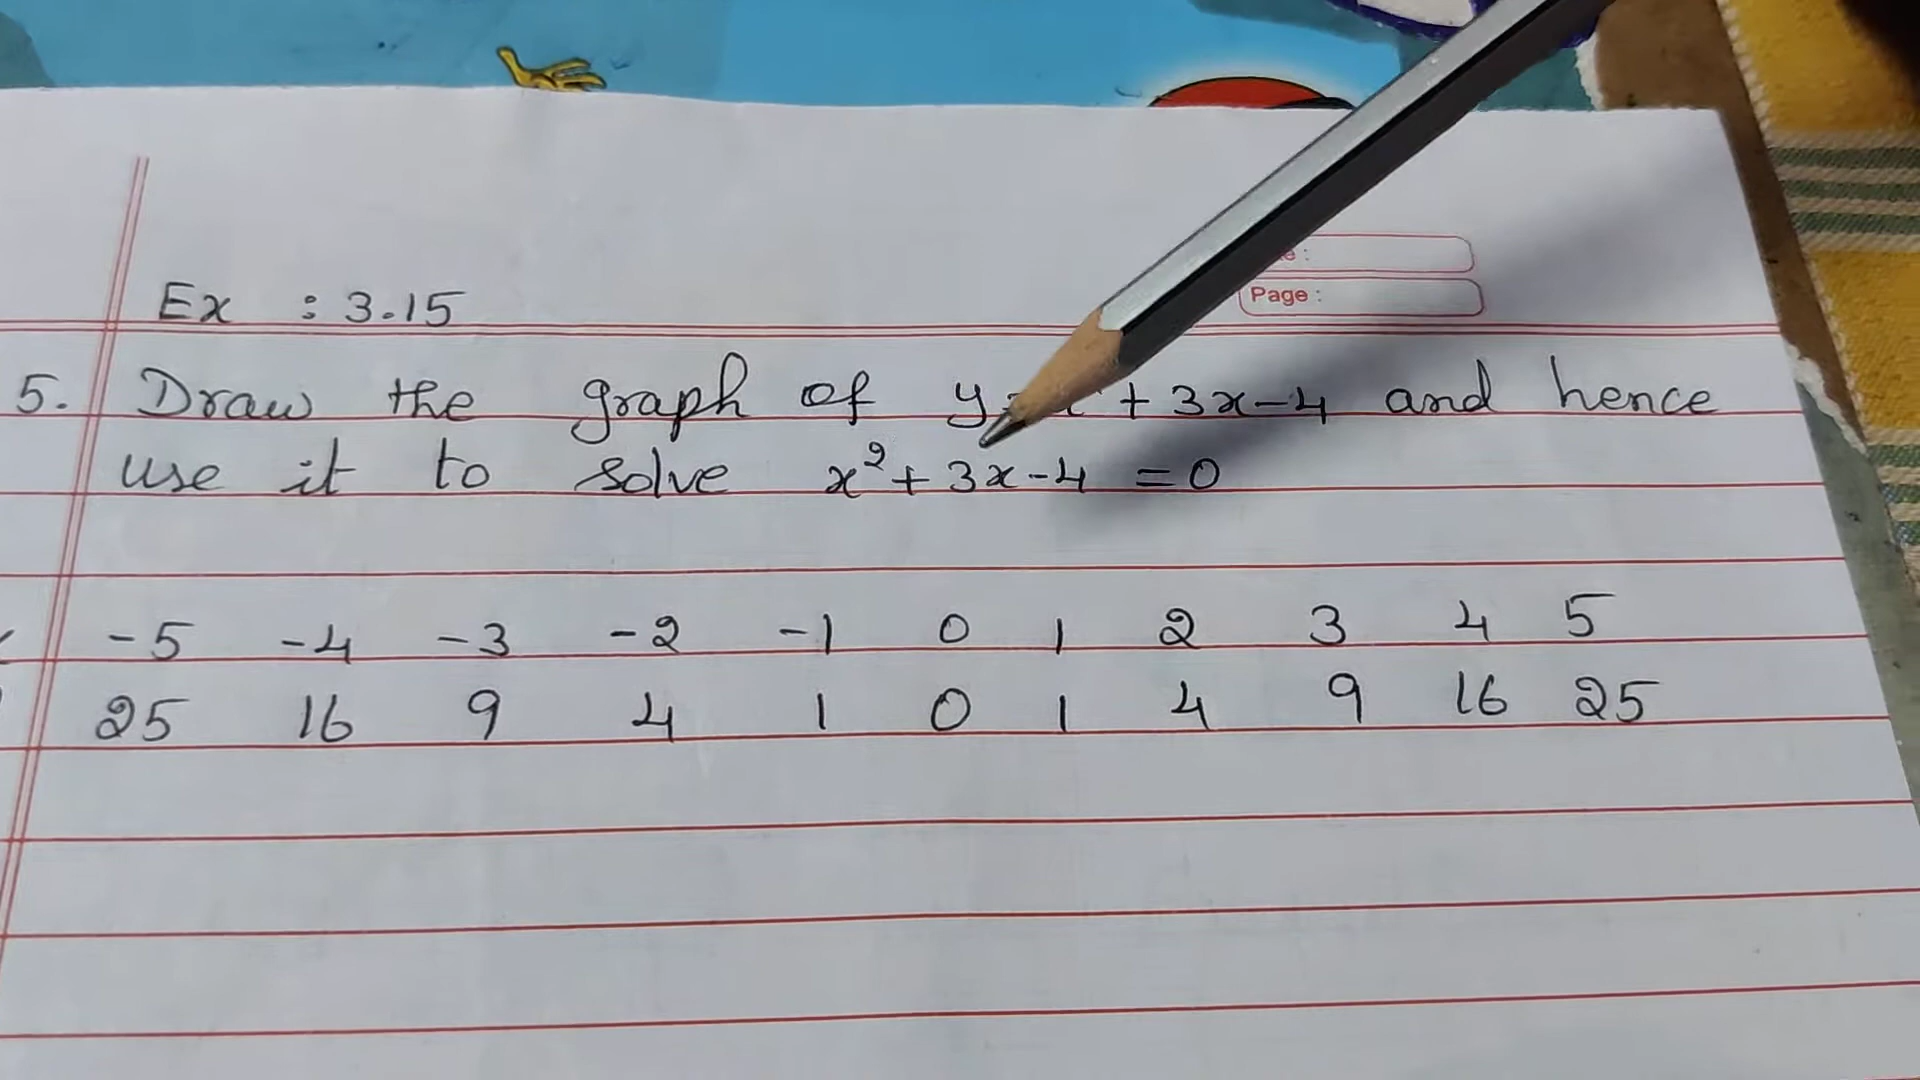 Page :
Ex : 3.15
5. Draw the graph of y + 3x-4 and hence
use it to solve x² + 3x-4 = 0
-5 -4 -3 -2 -1 0 1 2 3 4 5
25 16 9 4 1 0 1 4 9 16 25